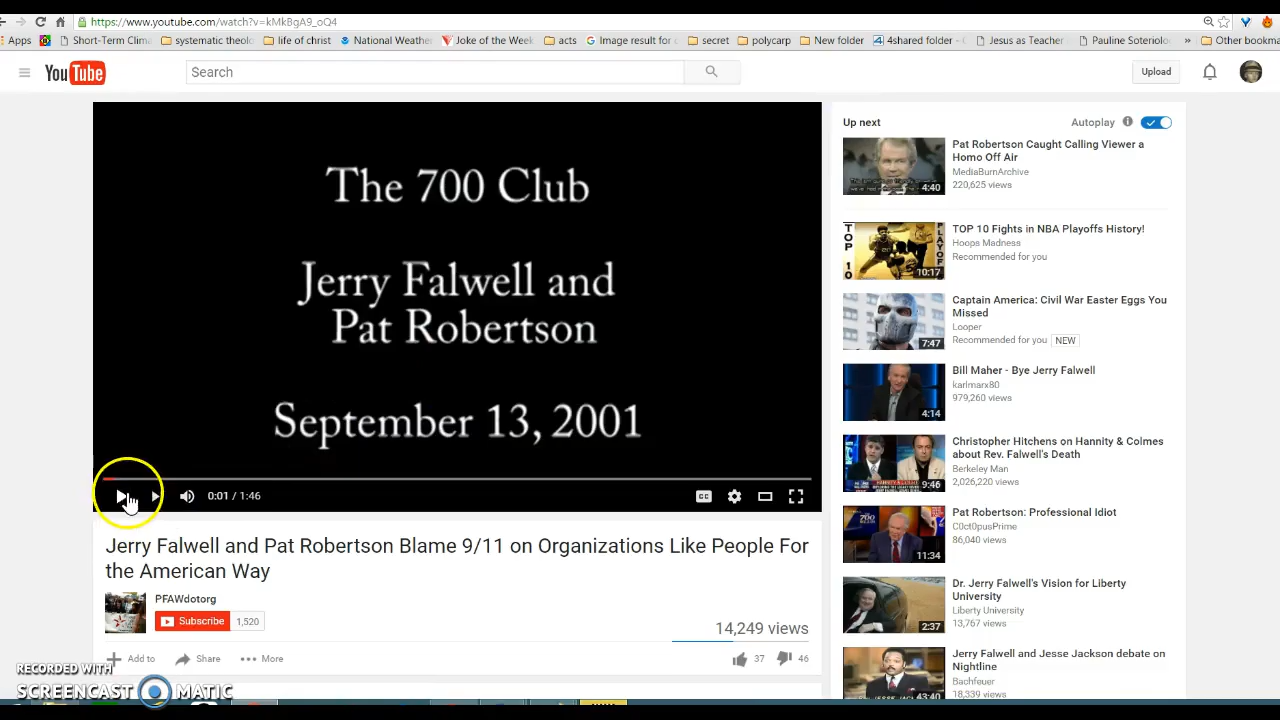 https://www.youtube.com/watch?v=kMkBgA9_oQ4
Apps Short-Term Clima systematic theolo life of christ National Weather Joke of the Week acts Image result for secret polycarp New folder 4shared folder - Jesus as Teacher Pauline Soteriolo » Other bookma
YouTube
Search
Upload
The 700 Club
Jerry Falwell and
Pat Robertson
September 13, 2001
CC
0:01 / 1:46
Jerry Falwell and Pat Robertson Blame 9/11 on Organizations Like People For
the American Way
PFAWdotorg
Subscribe 1,520
14,249 views
Add to Share More
37 46
Up next Autoplay
4:40
Pat Robertson Caught Calling Viewer a
Homo Off Air
MediaBurnArchive
220,625 views
TOP 10 PLAYOFF
10:17
TOP 10 Fights in NBA Playoffs History!
Hoops Madness
Recommended for you
7:47
Captain America: Civil War Easter Eggs You
Missed
Looper
Recommended for you NEW
4:14
Bill Maher - Bye Jerry Falwell
karlmarx80
979,260 views
9:46
Christopher Hitchens on Hannity & Colmes
about Rev. Falwell's Death
Berkeley Man
2,026,220 views
11:34
Pat Robertson: Professional Idiot
C0ct0pusPrime
86,040 views
2:37
Dr. Jerry Falwell's Vision for Liberty
University
Liberty University
13,767 views
43:40
Jerry Falwell and Jesse Jackson debate on
Nightline
Bachfeuer
18,339 views
RECORDED WITH
SCREENCAST MATIC